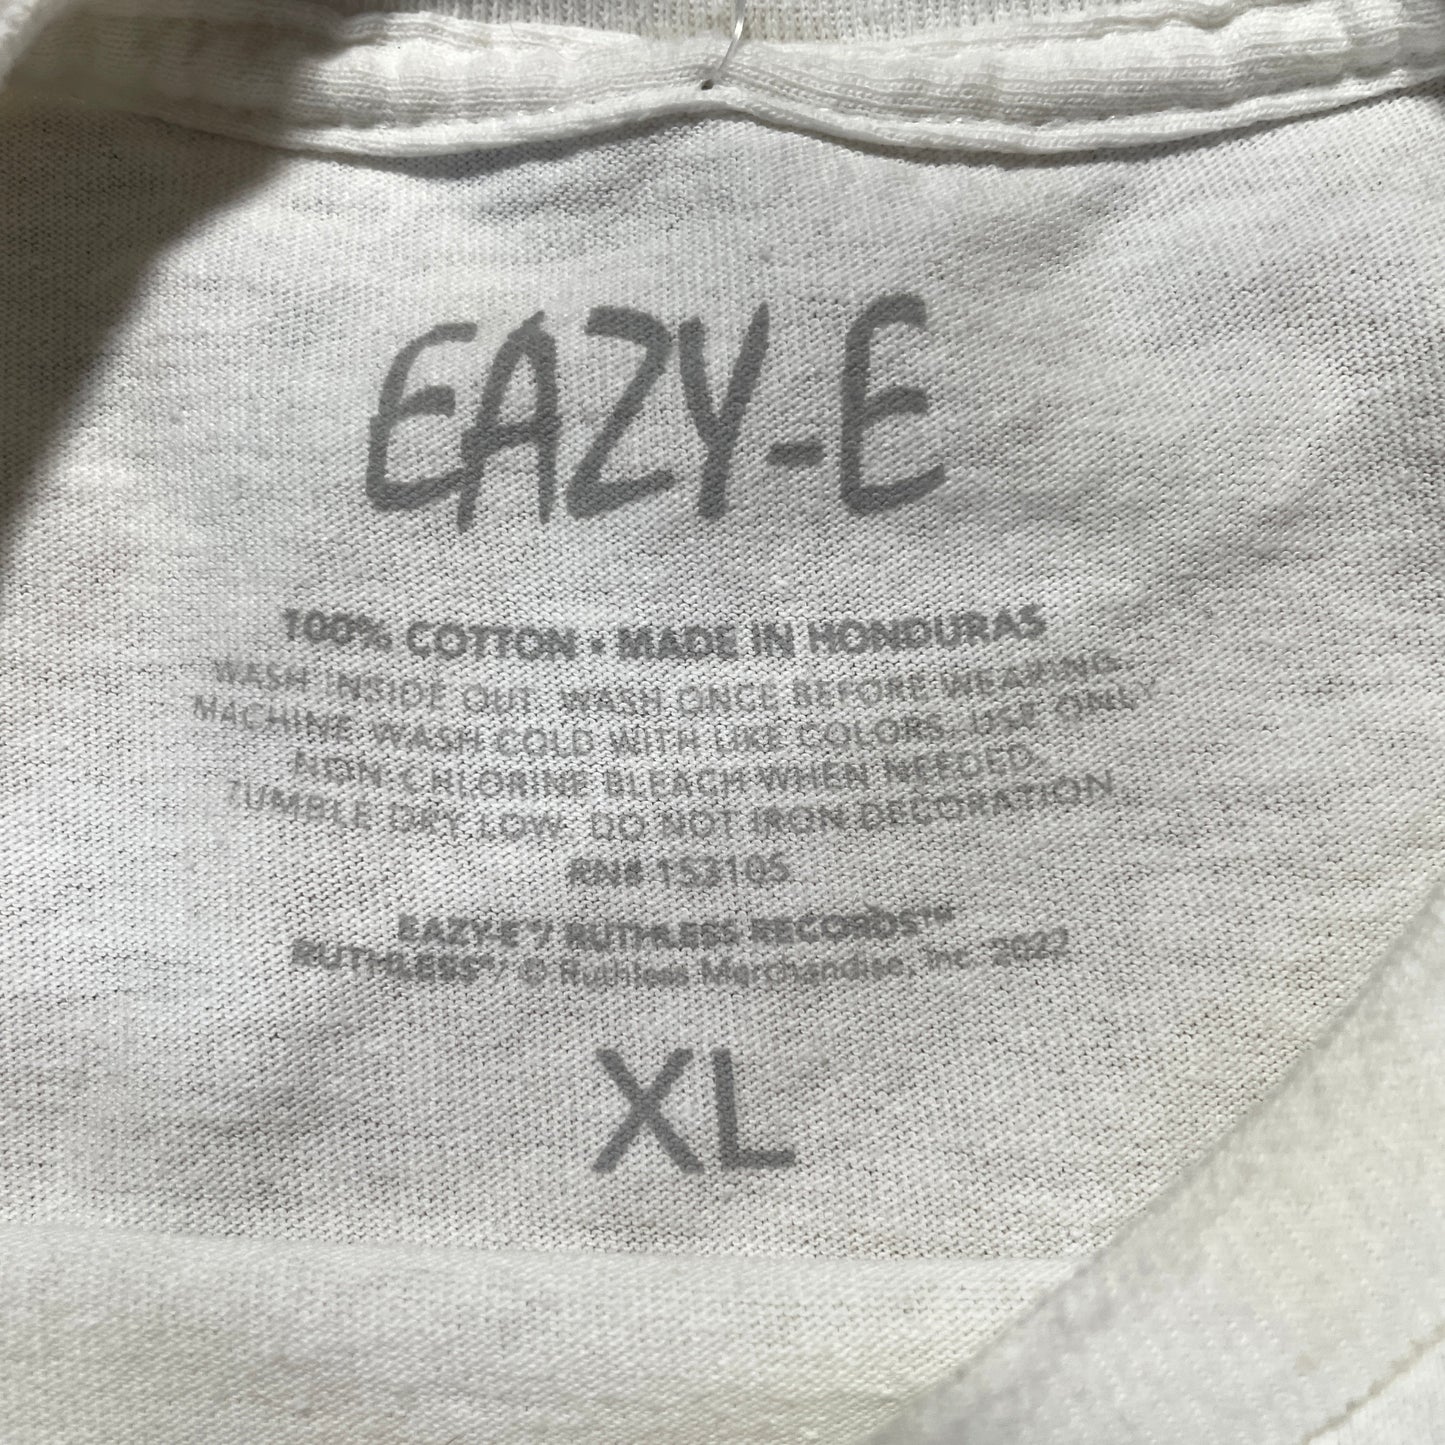 EAZY-E
100% COTTON • MADE IN HONDURAS
WASH INSIDE OUT. WASH ONCE BEFORE WEARING.
MACHINE WASH COLD WITH LIKE COLORS. USE ONLY
NON-CHLORINE BLEACH WHEN NEEDED.
TUMBLE DRY LOW. DO NOT IRON DECORATION.
RN# 153105
EAZY-E®/ RUTHLESS RECORDS™
RUTHLESS®/ © Ruthless Merchandise, Inc. 2022
XL